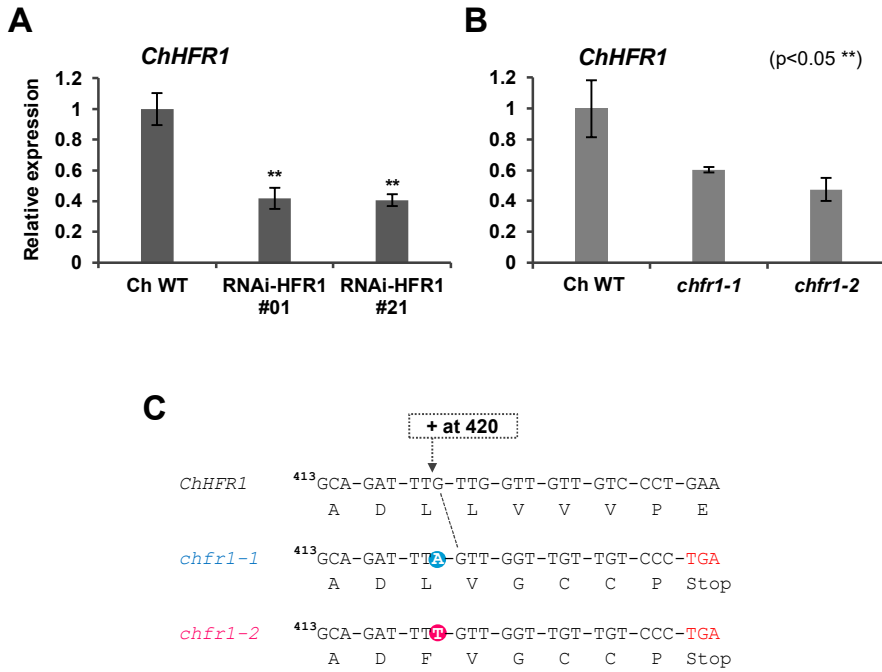 A
ChHFR1
Relative expression
1.2
1
0.8
0.6
0.4
0.2
0
**
**
Ch WT
RNAi-HFR1 #01
RNAi-HFR1 #21
B
ChHFR1
(p<0.05 **)
1.2
1
0.8
0.6
0.4
0.2
0
Ch WT
chfr1-1
chfr1-2
C
+ at 420
ChHFR1 413GCA-GAT-TTG-TTG-GTT-GTT-GTC-CCT-GAA
A D L L V V V P E
chfr1-1 413GCA-GAT-TTA-GTT-GGT-TGT-TGT-CCC-TGA
A D L V G C C P Stop
chfr1-2 413GCA-GAT-TTT-GTT-GGT-TGT-TGT-CCC-TGA
A D F V G C C P Stop